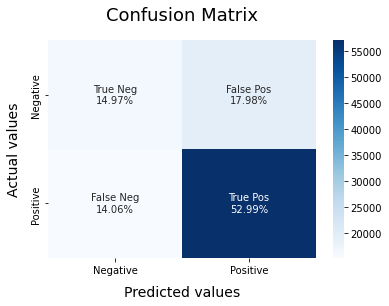 Confusion Matrix
True Neg
14.97%
False Pos
17.98%
False Neg
14.06%
True Pos
52.99%
Actual values
Negative
Positive
Negative
Positive
Predicted values
55000
50000
45000
40000
35000
30000
25000
20000